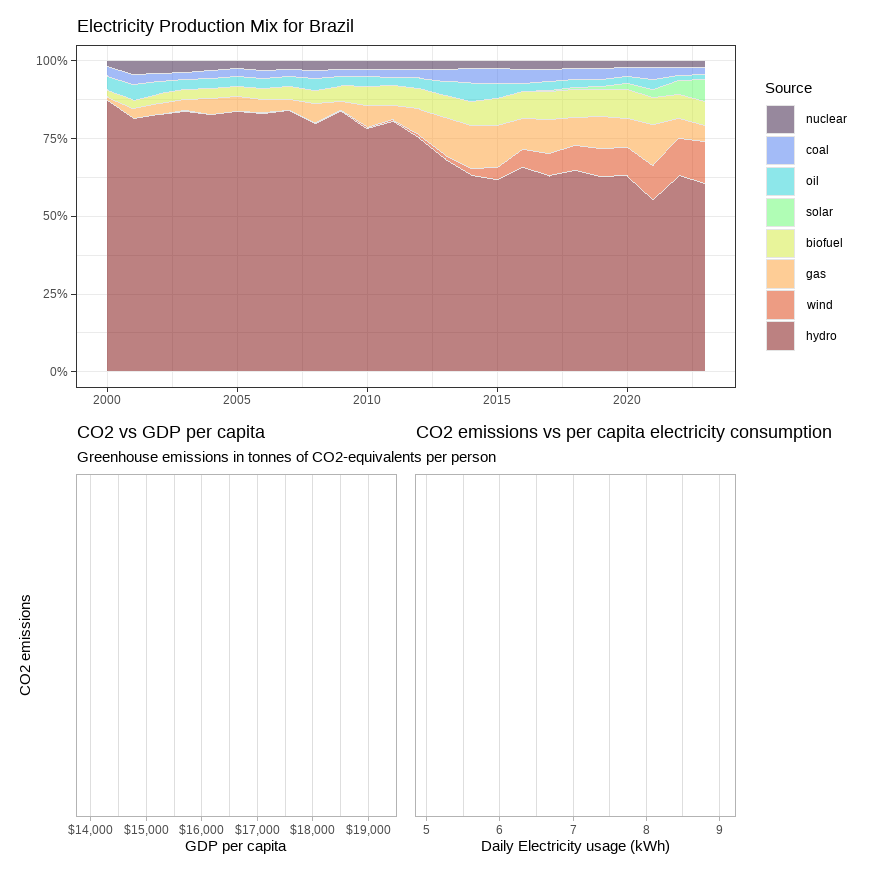 Electricity Production Mix for Brazil
100%
75%
50%
25%
0%
2000 2005 2010 2015 2020
Source
nuclear
coal
oil
solar
biofuel
gas
wind
hydro
CO2 vs GDP per capita
Greenhouse emissions in tonnes of CO2-equivalents per person
CO2 emissions
$14,000 $15,000 $16,000 $17,000 $18,000 $19,000
GDP per capita
CO2 emissions vs per capita electricity consumption
5 6 7 8 9
Daily Electricity usage (kWh)